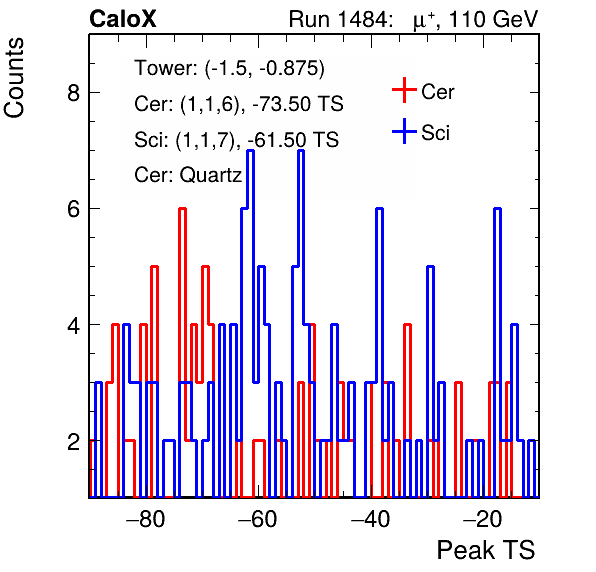 CaloX Run 1484: μ⁺, 110 GeV
Counts
Tower: (-1.5, -0.875)
Cer: (1,1,6), -73.50 TS
Sci: (1,1,7), -61.50 TS
Cer: Quartz
Cer
Sci
8
6
4
2
−80 −60 −40 −20
Peak TS